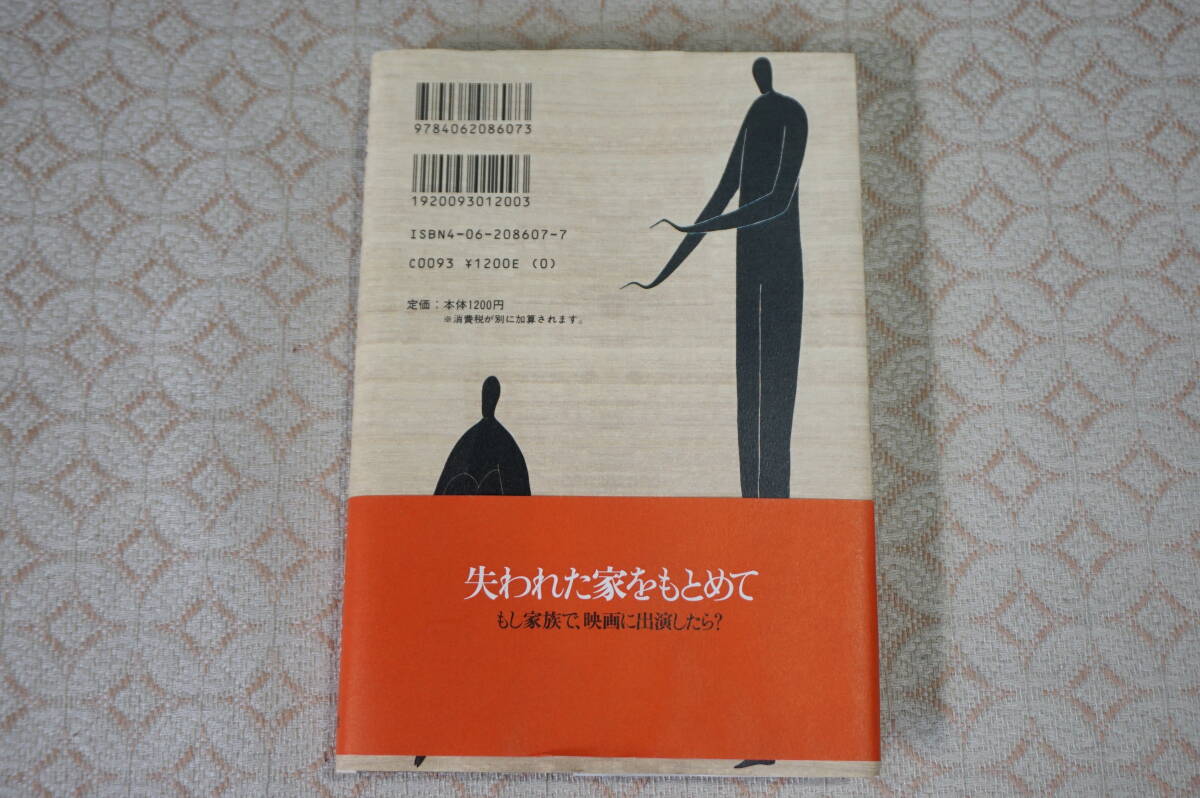 9784062086073
1920093012003
ISBN4-06-208607-7
C0093 ¥1200E (0)
定価：本体1200円
※消費税が別に加算されます。
失われた家をもとめて
もし家族で、映画に出演したら?